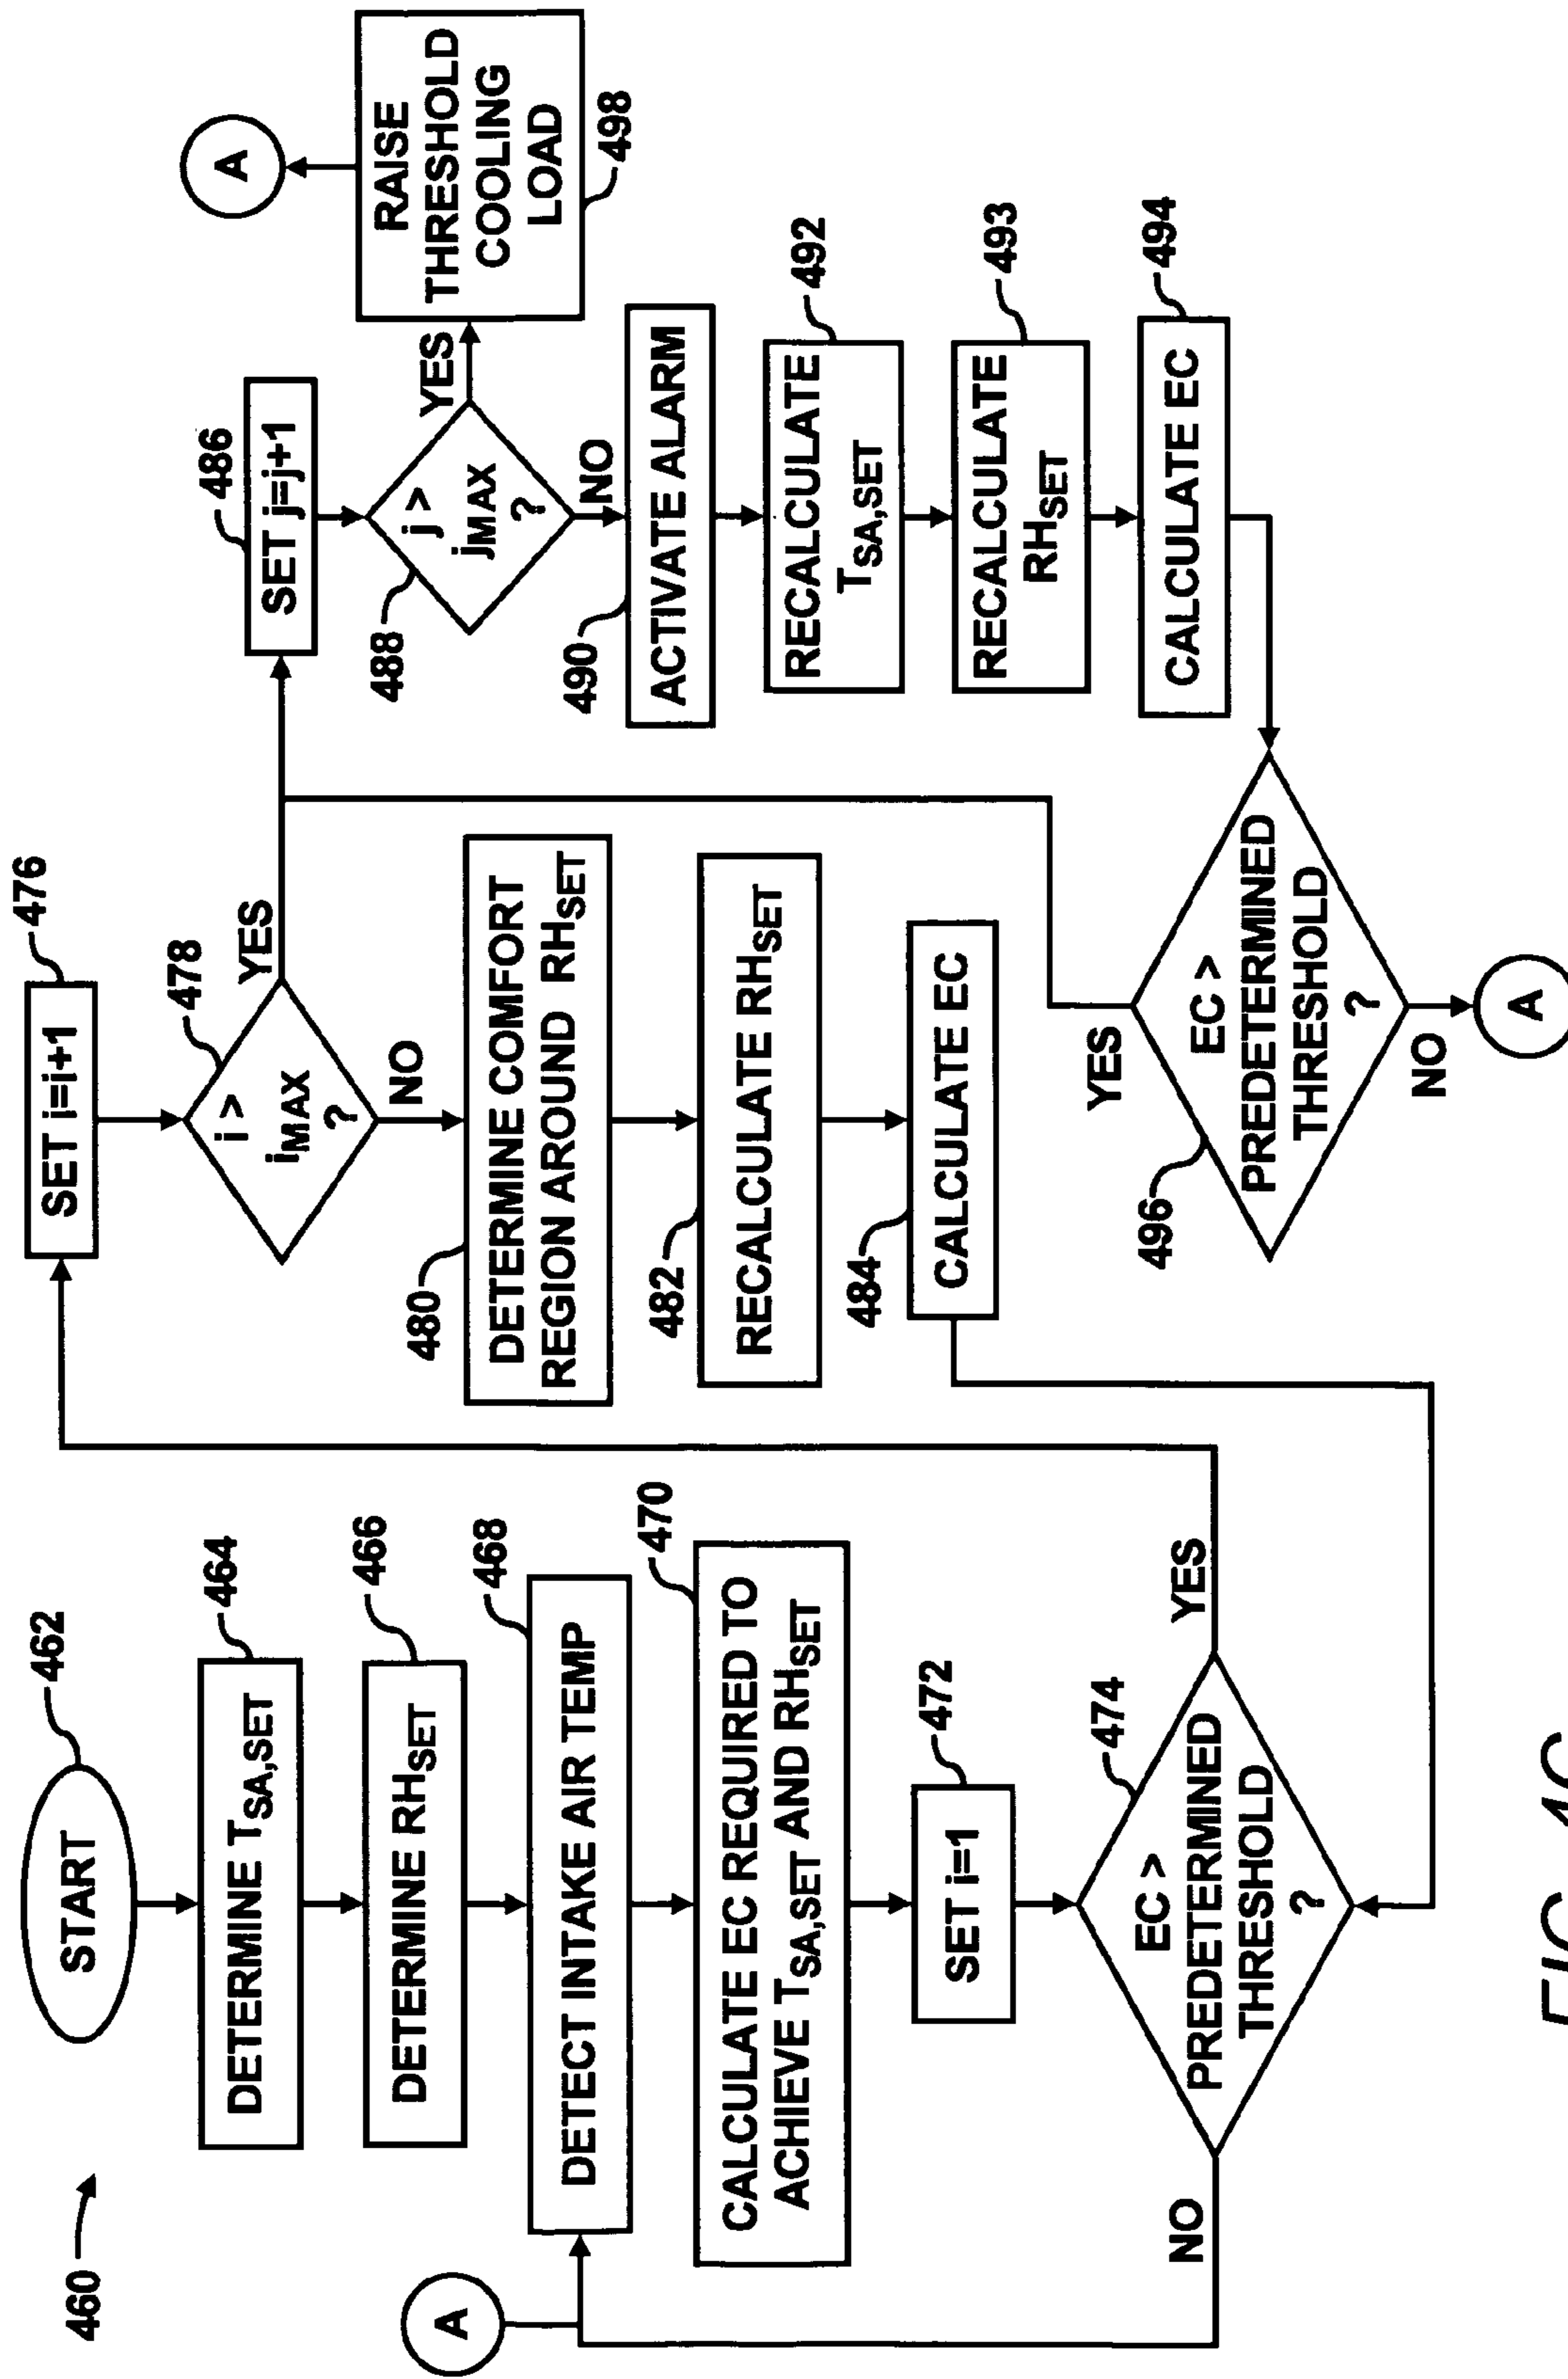 460
START
462
DETERMINE TSA,SET
464
DETERMINE RHSET
466
A
DETECT INTAKE AIR TEMP
468
CALCULATE EC REQUIRED TO
ACHIEVE TSA,SET AND RHSET
470
SET i=1
472
EC >
PREDETERMINED
THRESHOLD
?
474
NO
YES
SET i=i+1
476
i >
iMAX
?
478
YES
NO
DETERMINE COMFORT
REGION AROUND RHSET
480
RECALCULATE RHSET
482
CALCULATE EC
484
SET j=j+1
486
j >
jMAX
?
488
YES
NO
ACTIVATE ALARM
490
RECALCULATE
TSA,SET
492
RECALCULATE
RHSET
493
CALCULATE EC
494
EC >
PREDETERMINED
THRESHOLD
?
496
YES
NO
A
RAISE
THRESHOLD
COOLING
LOAD
498
A